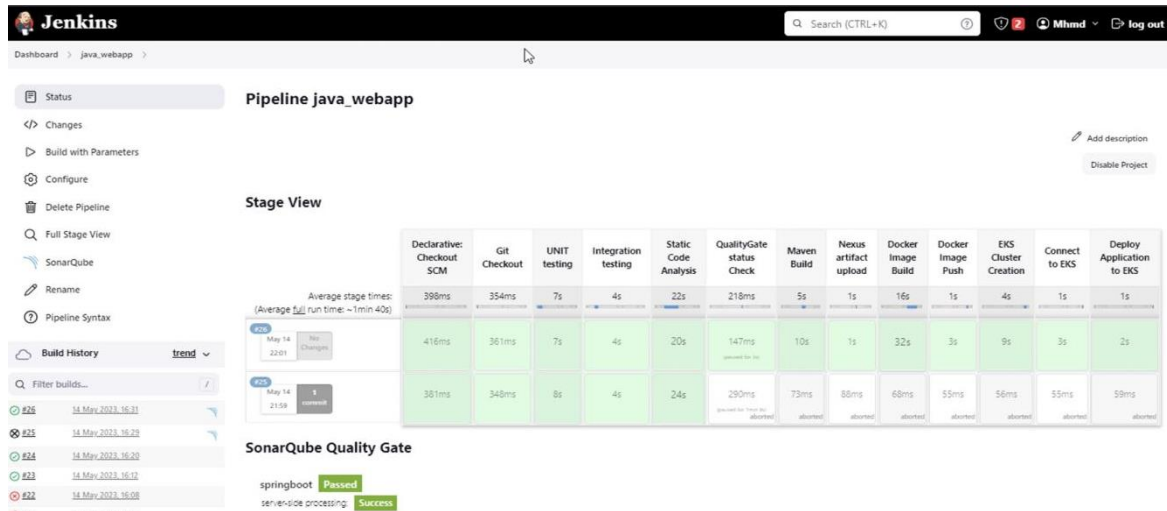 Jenkins
Search (CTRL+K)
2
Mhmd
log out
Dashboard > java_webapp >
Status
Changes
Build with Parameters
Configure
Delete Pipeline
Full Stage View
SonarQube
Rename
Pipeline Syntax
Build History trend
Filter builds... /
#26 14 May 2023, 16:31
#25 14 May 2023, 16:29
#24 14 May 2023, 16:20
#23 14 May 2023, 16:12
#22 14 May 2023, 16:08
Pipeline java_webapp
Add description
Disable Project
Stage View
Declarative: Checkout SCM
Git Checkout
UNIT testing
Integration testing
Static Code Analysis
QualityGate status Check
Maven Build
Nexus artifact upload
Docker Image Build
Docker Image Push
EKS Cluster Creation
Connect to EKS
Deploy Application to EKS
Average stage times: 398ms 354ms 7s 4s 22s 218ms 5s 1s 16s 1s 4s 1s 1s
(Average full run time: ~1min 40s)
#26
May 14 No Changes
22:01
416ms 361ms 7s 4s 20s 147ms 10s 1s 32s 3s 9s 3s 2s
#25
May 14 1 commit
21:59
381ms 348ms 8s 4s 24s 290ms 73ms 88ms 68ms 55ms 56ms 55ms 59ms
aborted aborted aborted aborted aborted aborted aborted aborted
SonarQube Quality Gate
springboot Passed
server-side processing: Success